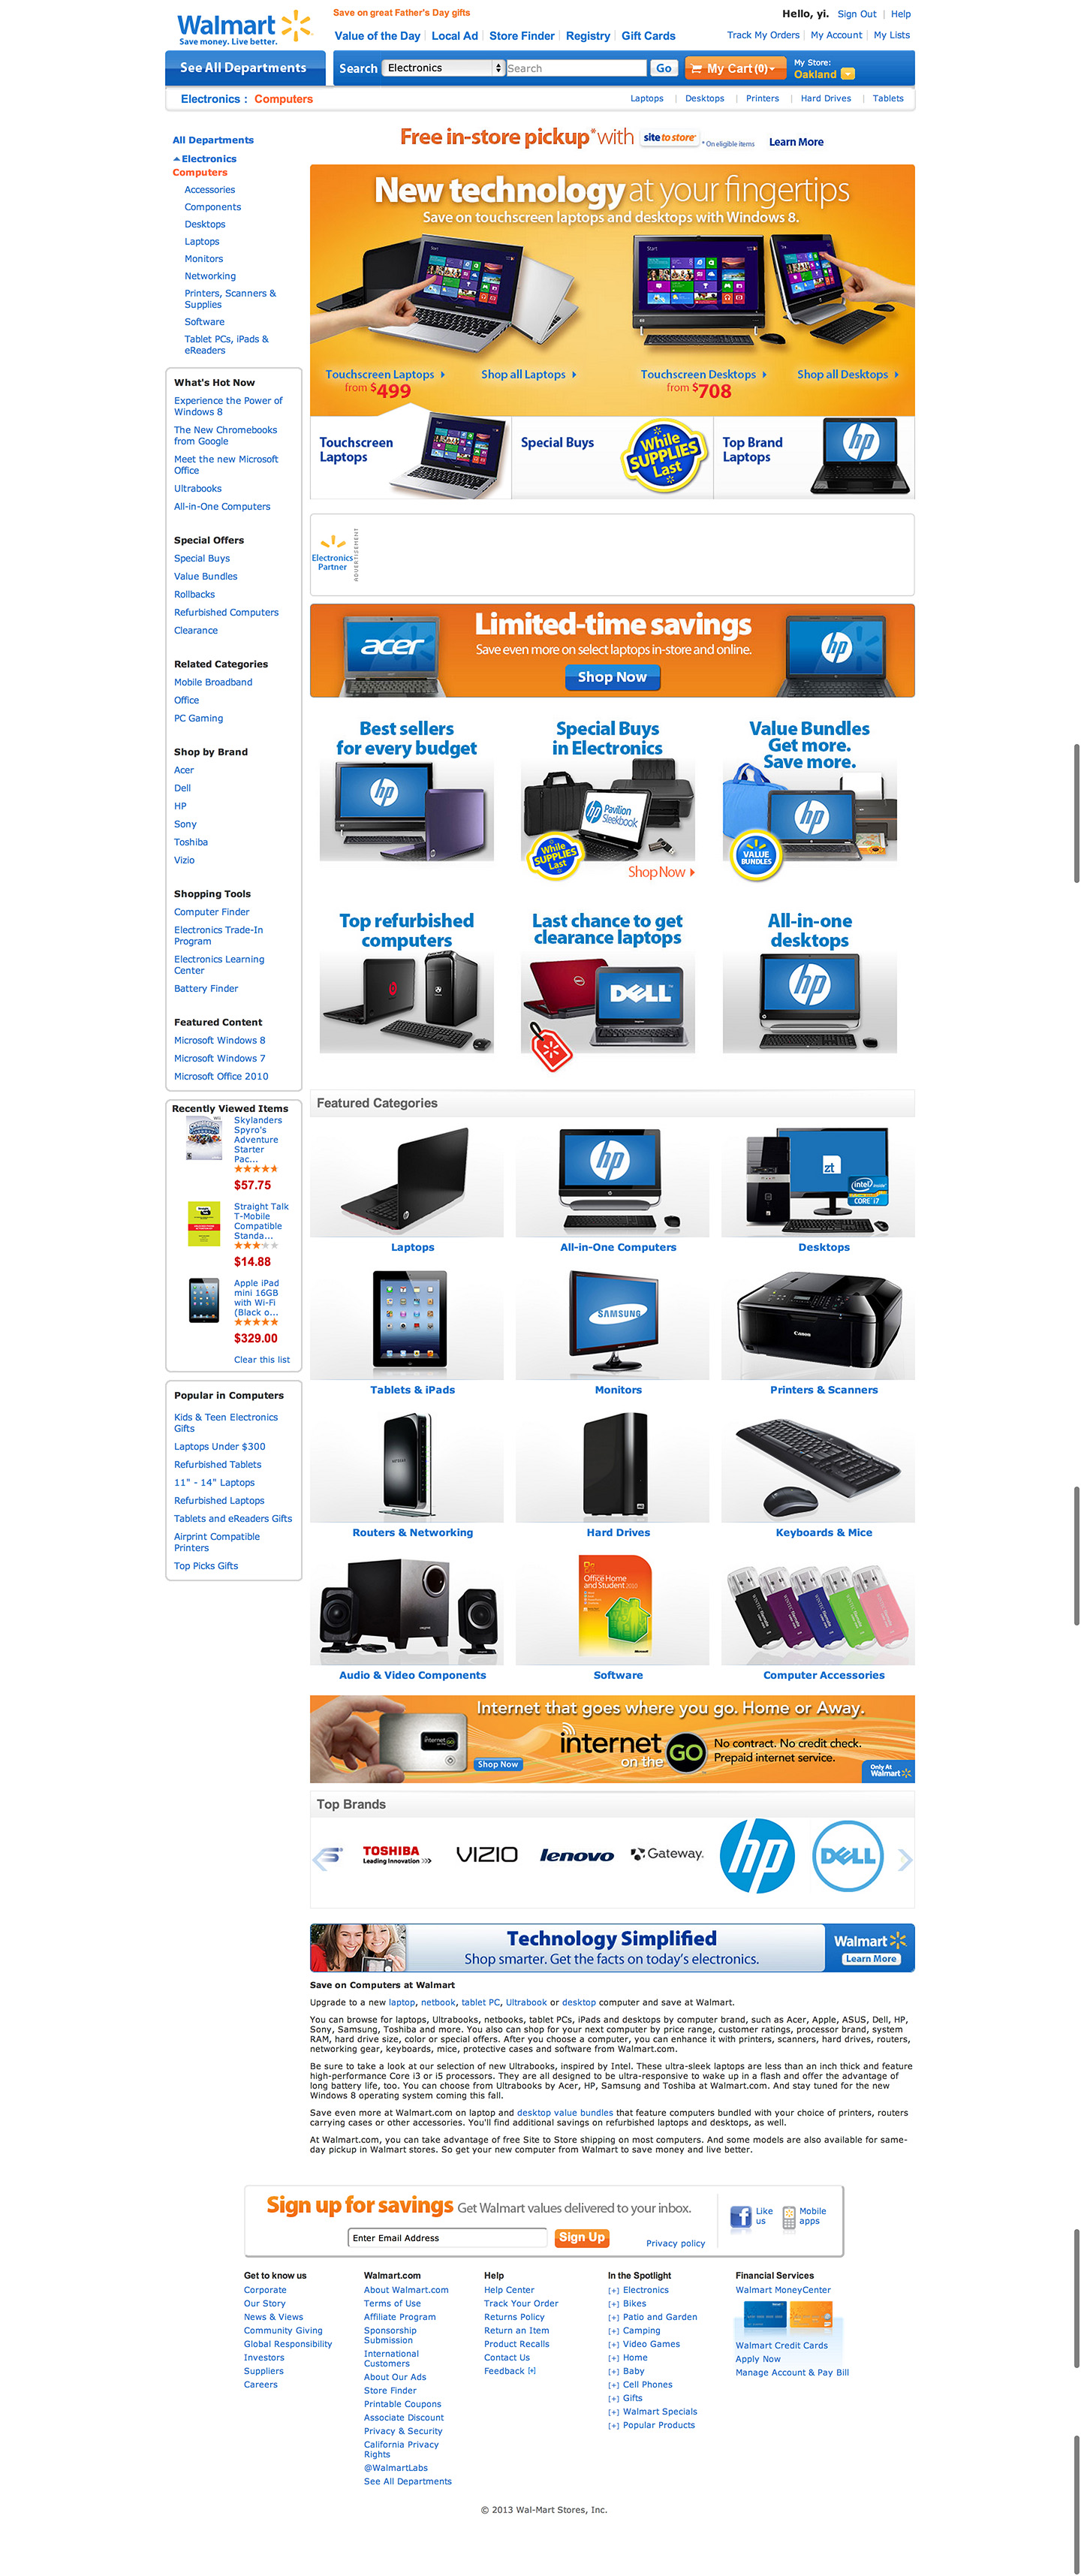 Walmart
Save money. Live better.
Save on great Father's Day gifts
Hello, yi. Sign Out | Help
Value of the Day | Local Ad | Store Finder | Registry | Gift Cards
Track My Orders | My Account | My Lists
See All Departments
Search Electronics Search Go
My Cart (0)
My Store:
Oakland
Electronics : Computers
Laptops | Desktops | Printers | Hard Drives | Tablets
All Departments
Electronics
Computers
Accessories
Components
Desktops
Laptops
Monitors
Networking
Printers, Scanners &
Supplies
Software
Tablet PCs, iPads &
eReaders
What's Hot Now
Experience the Power of
Windows 8
The New Chromebooks
from Google
Meet the new Microsoft
Office
Ultrabooks
All-in-One Computers
Special Offers
Special Buys
Value Bundles
Rollbacks
Refurbished Computers
Clearance
Related Categories
Mobile Broadband
Office
PC Gaming
Shop by Brand
Acer
Dell
HP
Sony
Toshiba
Vizio
Shopping Tools
Computer Finder
Electronics Trade-In
Program
Electronics Learning
Center
Battery Finder
Featured Content
Microsoft Windows 8
Microsoft Windows 7
Microsoft Office 2010
Recently Viewed Items
Skylanders
Spyro's
Adventure
Starter
Pac...
$57.75
Straight Talk
T-Mobile
Compatible
Standa...
$14.88
Apple iPad
mini 16GB
with Wi-Fi
(Black o...
$329.00
Clear this list
Popular in Computers
Kids & Teen Electronics
Gifts
Laptops Under $300
Refurbished Tablets
11" - 14" Laptops
Refurbished Laptops
Tablets and eReaders Gifts
Airprint Compatible
Printers
Top Picks Gifts
Free in-store pickup* with site to store * On eligible items Learn More
New technology at your fingertips
Save on touchscreen laptops and desktops with Windows 8.
Start
Start
Start
Touchscreen Laptops
from $499
Shop all Laptops
Touchscreen Desktops
from $708
Shop all Desktops
Touchscreen
Laptops
Special Buys
While
SUPPLIES
Last
Top Brand
Laptops
hp
Electronics
Partner
ADVERTISEMENT
acer
Limited-time savings
Save even more on select laptops in-store and online.
Shop Now
hp
Best sellers
for every budget
hp
Special Buys
in Electronics
hp Pavilion
Sleekbook
While
SUPPLIES
Last
Shop Now
Value Bundles
Get more.
Save more.
hp
VALUE
BUNDLES
Top refurbished
computers
Last chance to get
clearance laptops
DELL
All-in-one
desktops
hp
Featured Categories
Laptops
hp
All-in-One Computers
zt
intel
CORE i7
Desktops
Tablets & iPads
SAMSUNG
Monitors
Canon
Printers & Scanners
Routers & Networking
Hard Drives
Keyboards & Mice
Audio & Video Components
Office Home
and Student 2010
Microsoft
Software
Computer Accessories
Internet that goes where you go. Home or Away.
internet
on the GO
Shop Now
No contract. No credit check.
Prepaid internet service.
Only At
Walmart
Top Brands
TOSHIBA
Leading Innovation >>>
VIZIO
lenovo
Gateway.
hp
DELL
Technology Simplified
Shop smarter. Get the facts on today's electronics.
Walmart
Learn More
Save on Computers at Walmart
Upgrade to a new laptop, netbook, tablet PC, Ultrabook or desktop computer and save at Walmart.
You can browse for laptops, Ultrabooks, netbooks, tablet PCs, iPads and desktops by computer brand, such as Acer, Apple, ASUS, Dell, HP,
Sony, Samsung, Toshiba and more. You also can shop for your next computer by price range, customer ratings, processor brand, system
RAM, hard drive size, color or special offers. After you choose a computer, you can enhance it with printers, scanners, hard drives, routers,
networking gear, keyboards, mice, protective cases and software from Walmart.com.
Be sure to take a look at our selection of new Ultrabooks, inspired by Intel. These ultra-sleek laptops are less than an inch thick and feature
high-performance Core i3 or i5 processors. They are all designed to be ultra-responsive to wake up in a flash and offer the advantage of
long battery life, too. You can choose from Ultrabooks by Acer, HP, Samsung and Toshiba at Walmart.com. And stay tuned for the new
Windows 8 operating system coming this fall.
Save even more at Walmart.com on laptop and desktop value bundles that feature computers bundled with your choice of printers, routers
carrying cases or other accessories. You'll find additional savings on refurbished laptops and desktops, as well.
At Walmart.com, you can take advantage of free Site to Store shipping on most computers. And some models are also available for same-
day pickup in Walmart stores. So get your new computer from Walmart to save money and live better.
Sign up for savings Get Walmart values delivered to your inbox.
Enter Email Address Sign Up Privacy policy
Like
us
Mobile
apps
Get to know us
Corporate
Our Story
News & Views
Community Giving
Global Responsibility
Investors
Suppliers
Careers
Walmart.com
About Walmart.com
Terms of Use
Affiliate Program
Sponsorship
Submission
International
Customers
About Our Ads
Store Finder
Printable Coupons
Associate Discount
Privacy & Security
California Privacy
Rights
@WalmartLabs
See All Departments
Help
Help Center
Track Your Order
Returns Policy
Return an Item
Product Recalls
Contact Us
Feedback [+]
In the Spotlight
[+] Electronics
[+] Bikes
[+] Patio and Garden
[+] Camping
[+] Video Games
[+] Home
[+] Baby
[+] Cell Phones
[+] Gifts
[+] Walmart Specials
[+] Popular Products
Financial Services
Walmart MoneyCenter
Walmart Credit Cards
Apply Now
Manage Account & Pay Bill
© 2013 Wal-Mart Stores, Inc.